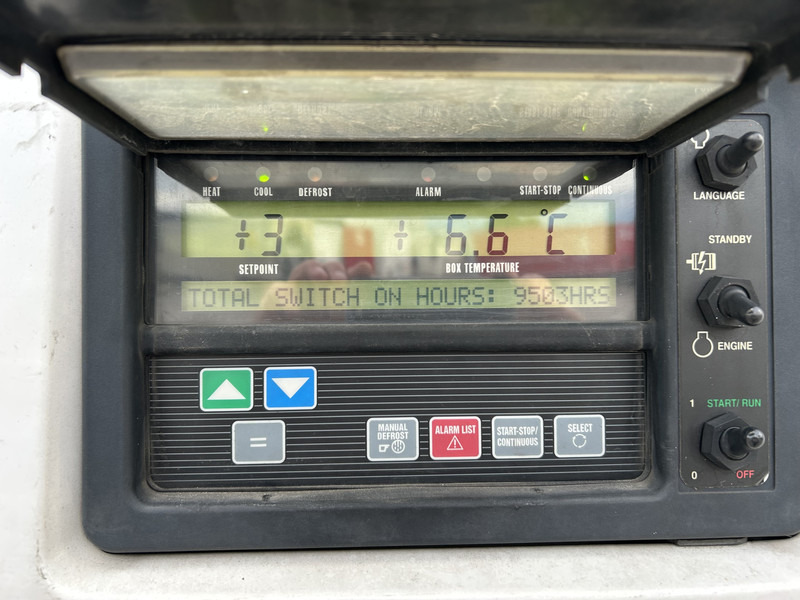 HEAT COOL DEFROST ALARM START-STOP CONTINUOUS
+3 + 6.6 °C
SETPOINT BOX TEMPERATURE
TOTAL SWITCH ON HOURS: 9503HRS
MANUAL
DEFROST
ALARM LIST
START-STOP/
CONTINUOUS
SELECT
=
LANGUAGE
STANDBY
ENGINE
1 START/RUN
0 OFF